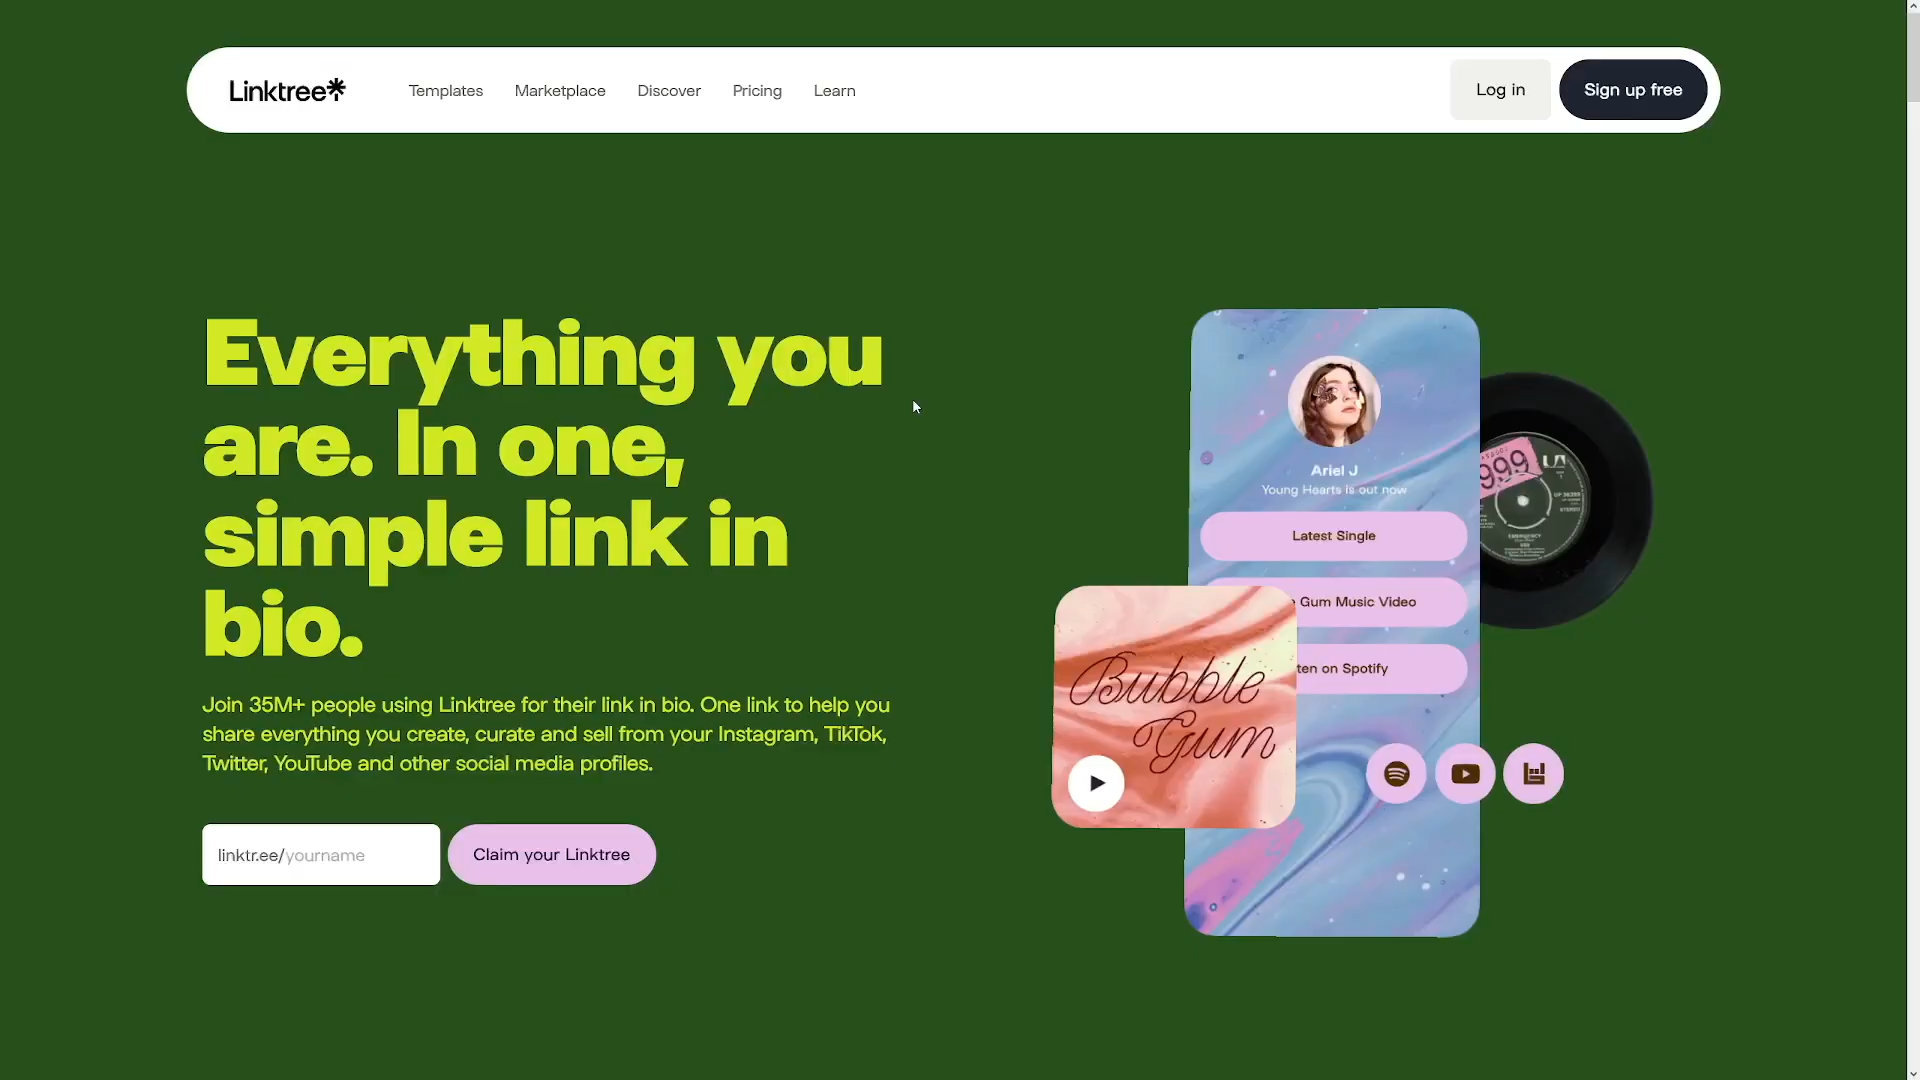 Linktree*
Templates
Marketplace
Discover
Pricing
Learn
Log in
Sign up free
Everything you
are. In one,
simple link in
bio.
Join 35M+ people using Linktree for their link in bio. One link to help you
share everything you create, curate and sell from your Instagram, TikTok,
Twitter, YouTube and other social media profiles.
linktr.ee/yourname
Claim your Linktree
Ariel J
Young Hearts is out now
Latest Single
Gum Music Video
ten on Spotify
Bubble
Gum
999